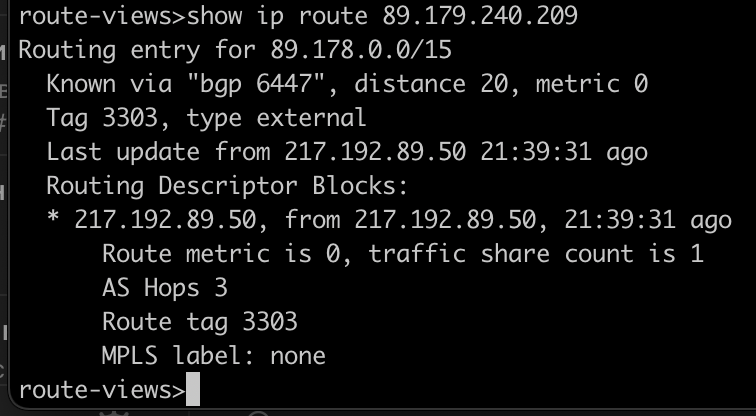 route-views>show ip route 89.179.240.209
Routing entry for 89.178.0.0/15
  Known via "bgp 6447", distance 20, metric 0
  Tag 3303, type external
  Last update from 217.192.89.50 21:39:31 ago
  Routing Descriptor Blocks:
  * 217.192.89.50, from 217.192.89.50, 21:39:31 ago
      Route metric is 0, traffic share count is 1
      AS Hops 3
      Route tag 3303
      MPLS label: none
route-views>